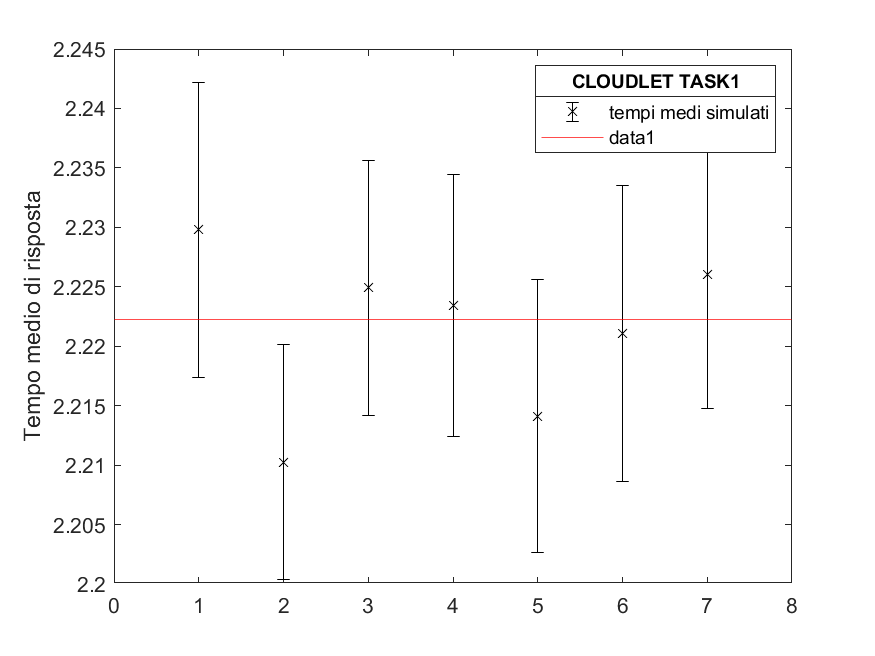 2.245
2.24
2.235
2.23
2.225
2.22
2.215
2.21
2.205
2.2
Tempo medio di risposta
CLOUDLET TASK1
tempi medi simulati
data1
0 1 2 3 4 5 6 7 8